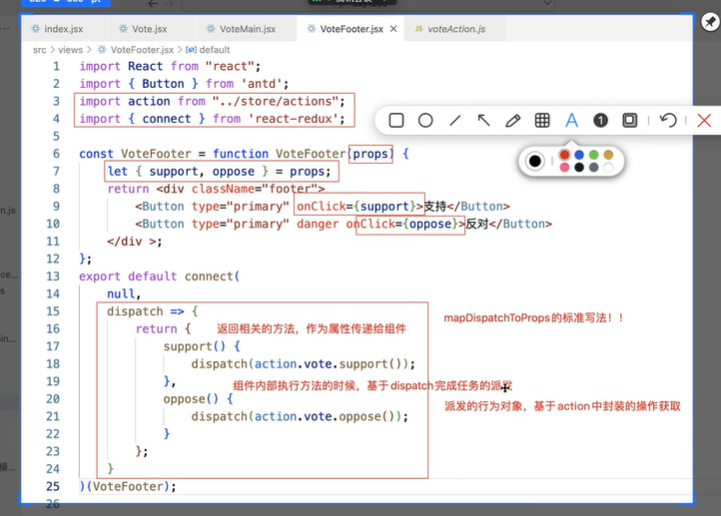 index.jsx
Vote.jsx
VoteMain.jsx
VoteFooter.jsx
JS voteAction.js
src > views > VoteFooter.jsx > default
1 import React from "react";
2 import { Button } from 'antd';
3 import action from "../store/actions";
4 import { connect } from 'react-redux';
5
6 const VoteFooter = function VoteFooter(props) {
7 let { support, oppose } = props;
8 return <div className="footer">
9 <Button type="primary" onClick={support}>支持</Button>
10 <Button type="primary" danger onClick={oppose}>反对</Button>
11 </div >;
12 };
13 export default connect(
14 null,
15 dispatch => {
mapDispatchToProps的标准写法！！
16 return { 返回相关的方法，作为属性传递给组件
17 support() {
18 dispatch(action.vote.support());
19 }, 组件内部执行方法的时候，基于dispatch完成任务的派发
20 oppose() {
派发的行为对象，基于action中封装的操作获取
21 dispatch(action.vote.oppose());
22 }
23 };
24 }
25 )(VoteFooter);
26